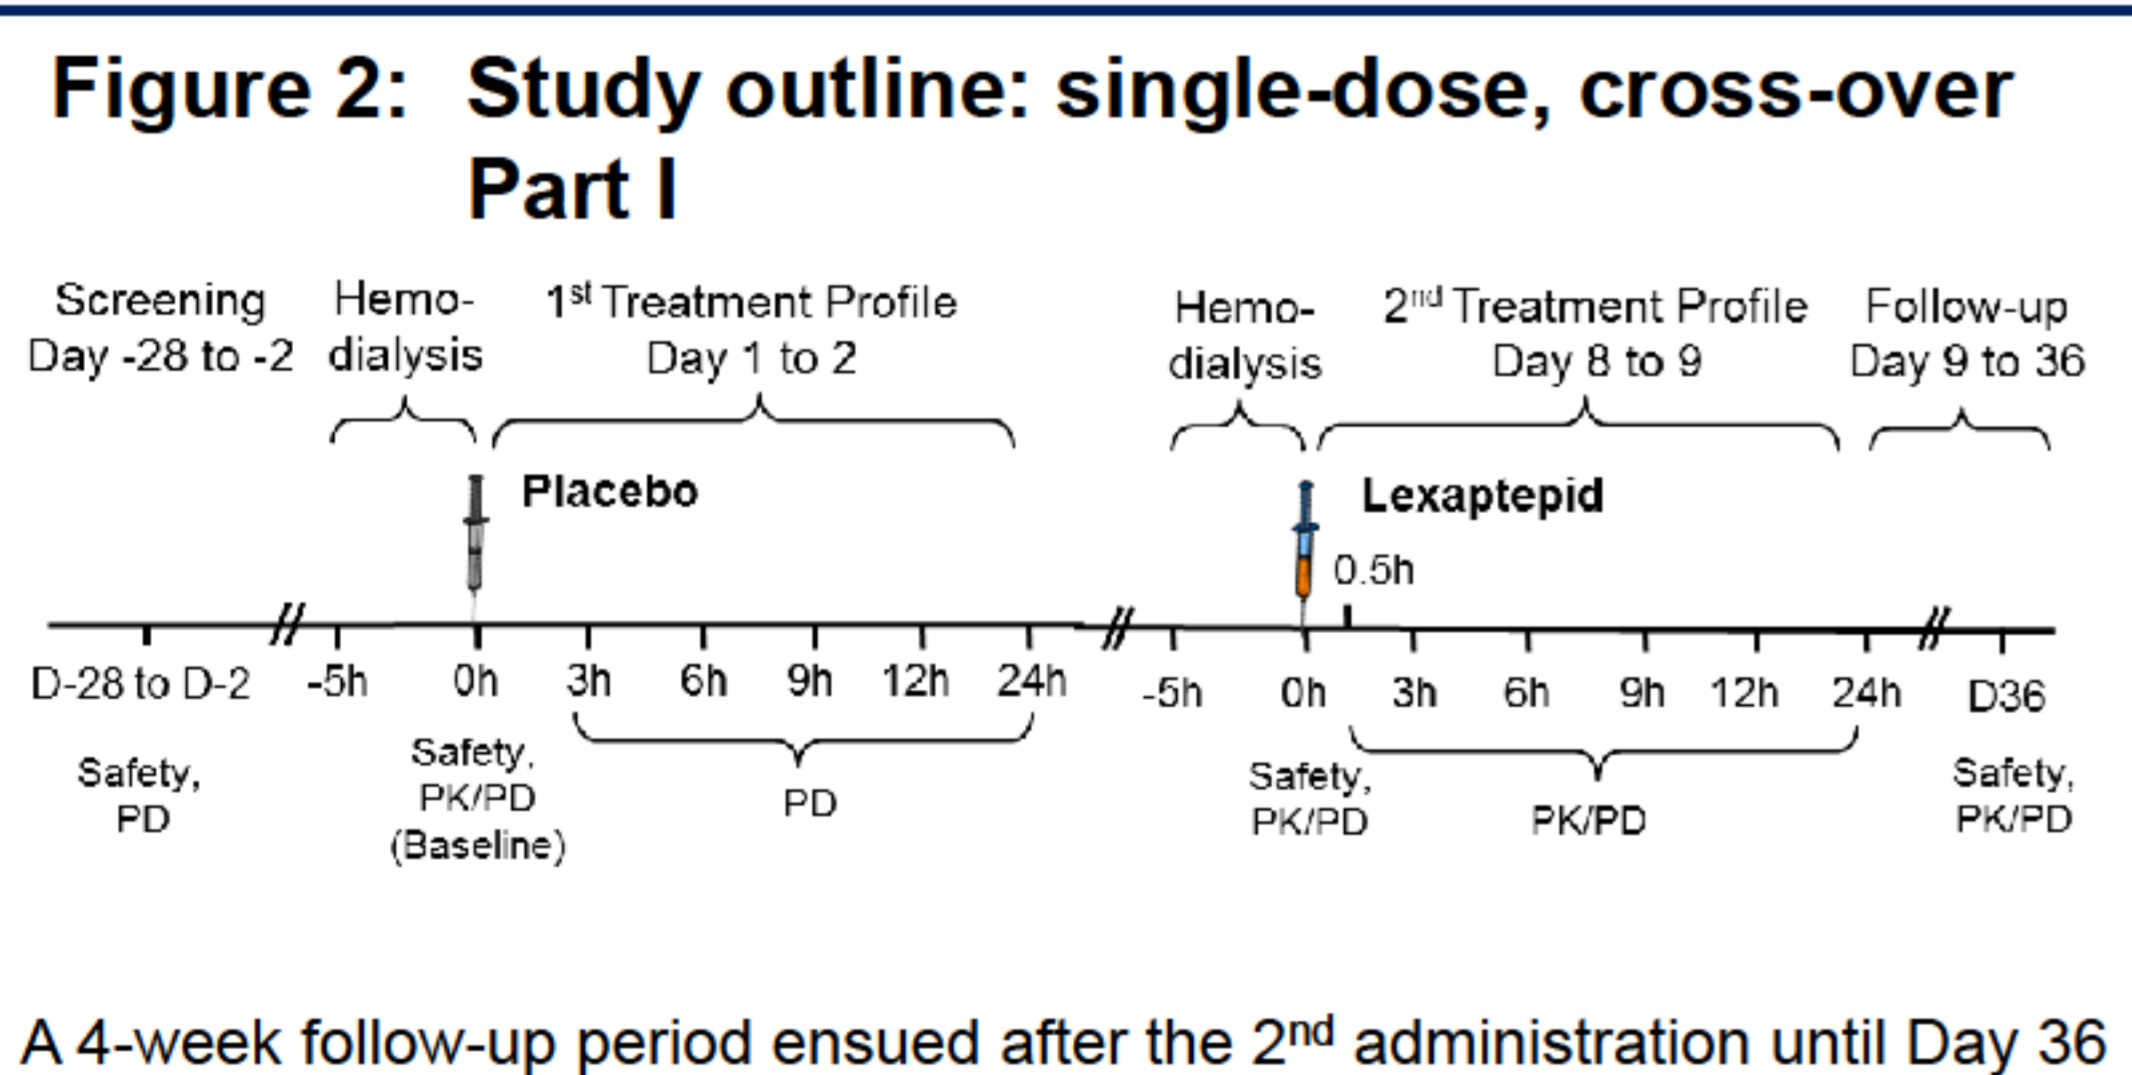 Figure 2: Study outline: single-dose, cross-over
Part I
Screening
Day -28 to -2
Hemo-
dialysis
1st Treatment Profile
Day 1 to 2
Hemo-
dialysis
2nd Treatment Profile
Day 8 to 9
Follow-up
Day 9 to 36
Placebo
Lexaptepid
0.5h
D-28 to D-2 -5h 0h 3h 6h 9h 12h 24h -5h 0h 3h 6h 9h 12h 24h D36
Safety,
PD
Safety,
PK/PD
(Baseline)
PD
Safety,
PK/PD
PK/PD
Safety,
PK/PD
A 4-week follow-up period ensued after the 2nd administration until Day 36